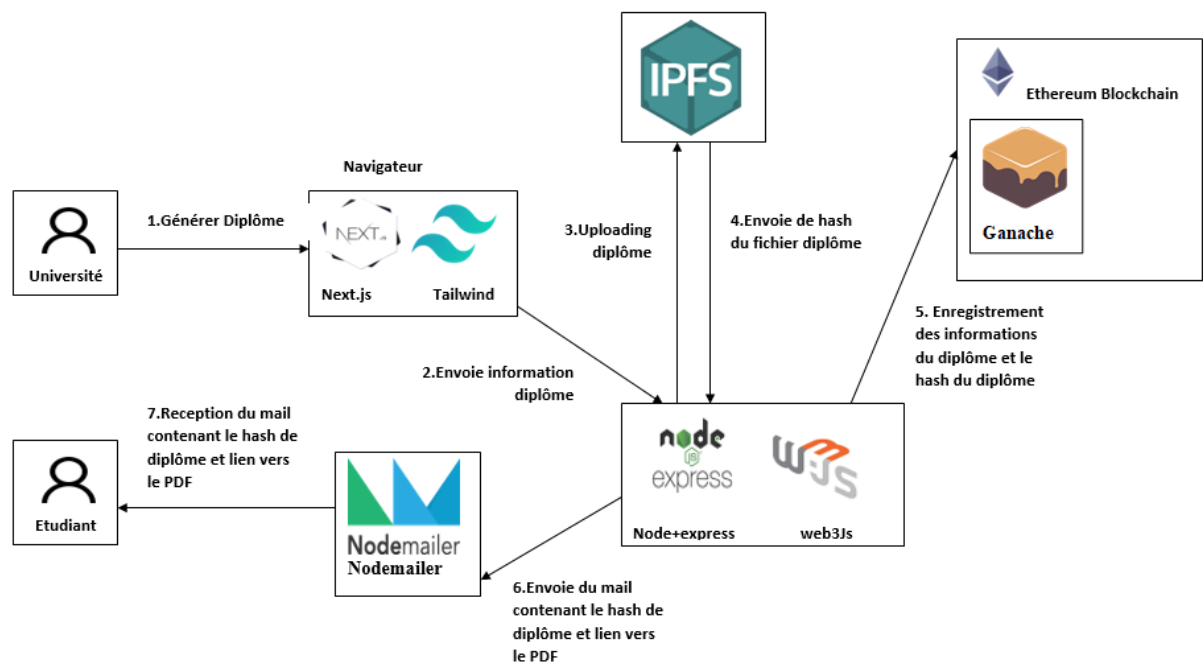 IPFS
Ethereum Blockchain
Ganache
Navigateur
1.Générer Diplôme
Université
NEXT.JS
Next.js
Tailwind
3.Uploading
diplôme
4.Envoie de hash
du fichier diplôme
5. Enregistrement
des informations
du diplôme et le
hash du diplôme
2.Envoie information
diplôme
7.Reception du mail
contenant le hash de
diplôme et lien vers
le PDF
Etudiant
Nodemailer
Nodemailer
node
JS
express
W3JS
Node+express
web3Js
6.Envoie du mail
contenant le hash de
diplôme et lien vers
le PDF